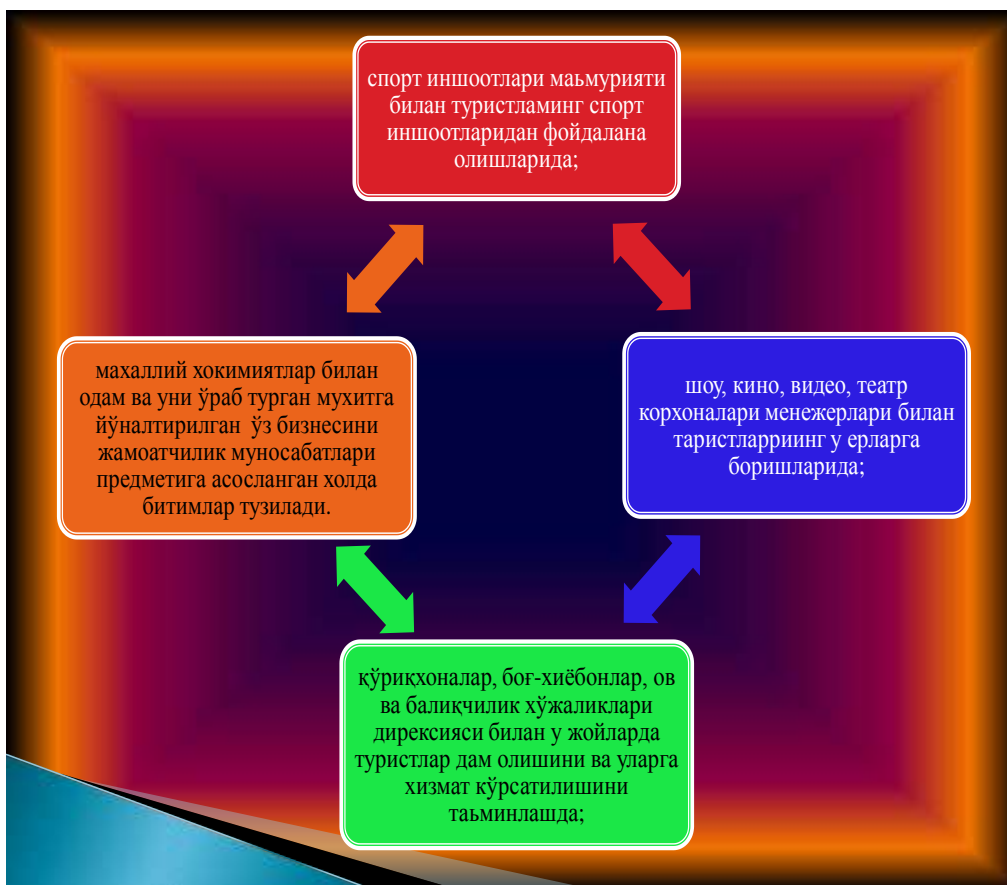 спорт иншоотлари маьмурияти
билан туристламинг спорт
иншоотларидан фойдалана
олишларида;
махаллий хокимиятлар билан
одам ва уни ўраб турган мухитга
йўналтирилган ўз бизнесини
жамоатчилик муносабатлари
предметига асосланган холда
битимлар тузилади.
шоу, кино, видео, театр
корхоналари менежерлари билан
таристларриинг у ерларга
боришларида;
қўриқхоналар, боғ-хиёбонлар, ов
ва балиқчилик хўжаликлари
дирексияси билан у жойларда
туристлар дам олишини ва уларга
хизмат кўрсатилишини
таьминлашда;